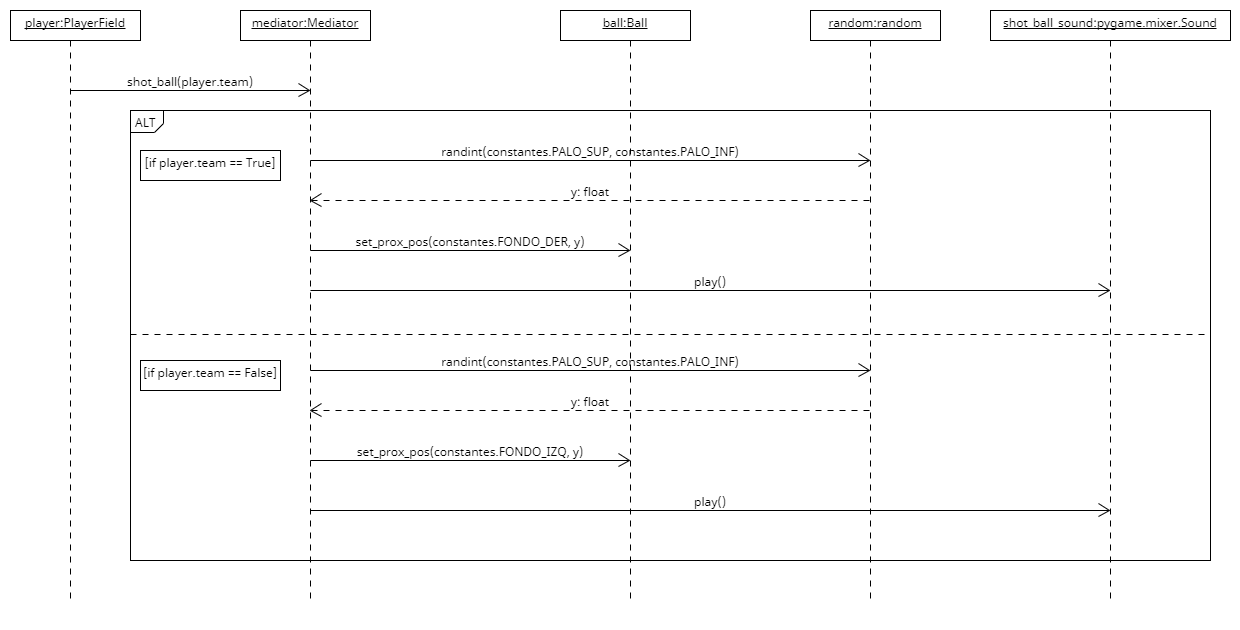 player:PlayerField
mediator:Mediator
ball:Ball
random:random
shot_ball_sound:pygame.mixer.Sound
shot_ball(player.team)
ALT
[if player.team == True]
randint(constantes.PALO_SUP, constantes.PALO_INF)
y: float
set_prox_pos(constantes.FONDO_DER, y)
play()
[if player.team == False]
randint(constantes.PALO_SUP, constantes.PALO_INF)
y: float
set_prox_pos(constantes.FONDO_IZQ, y)
play()